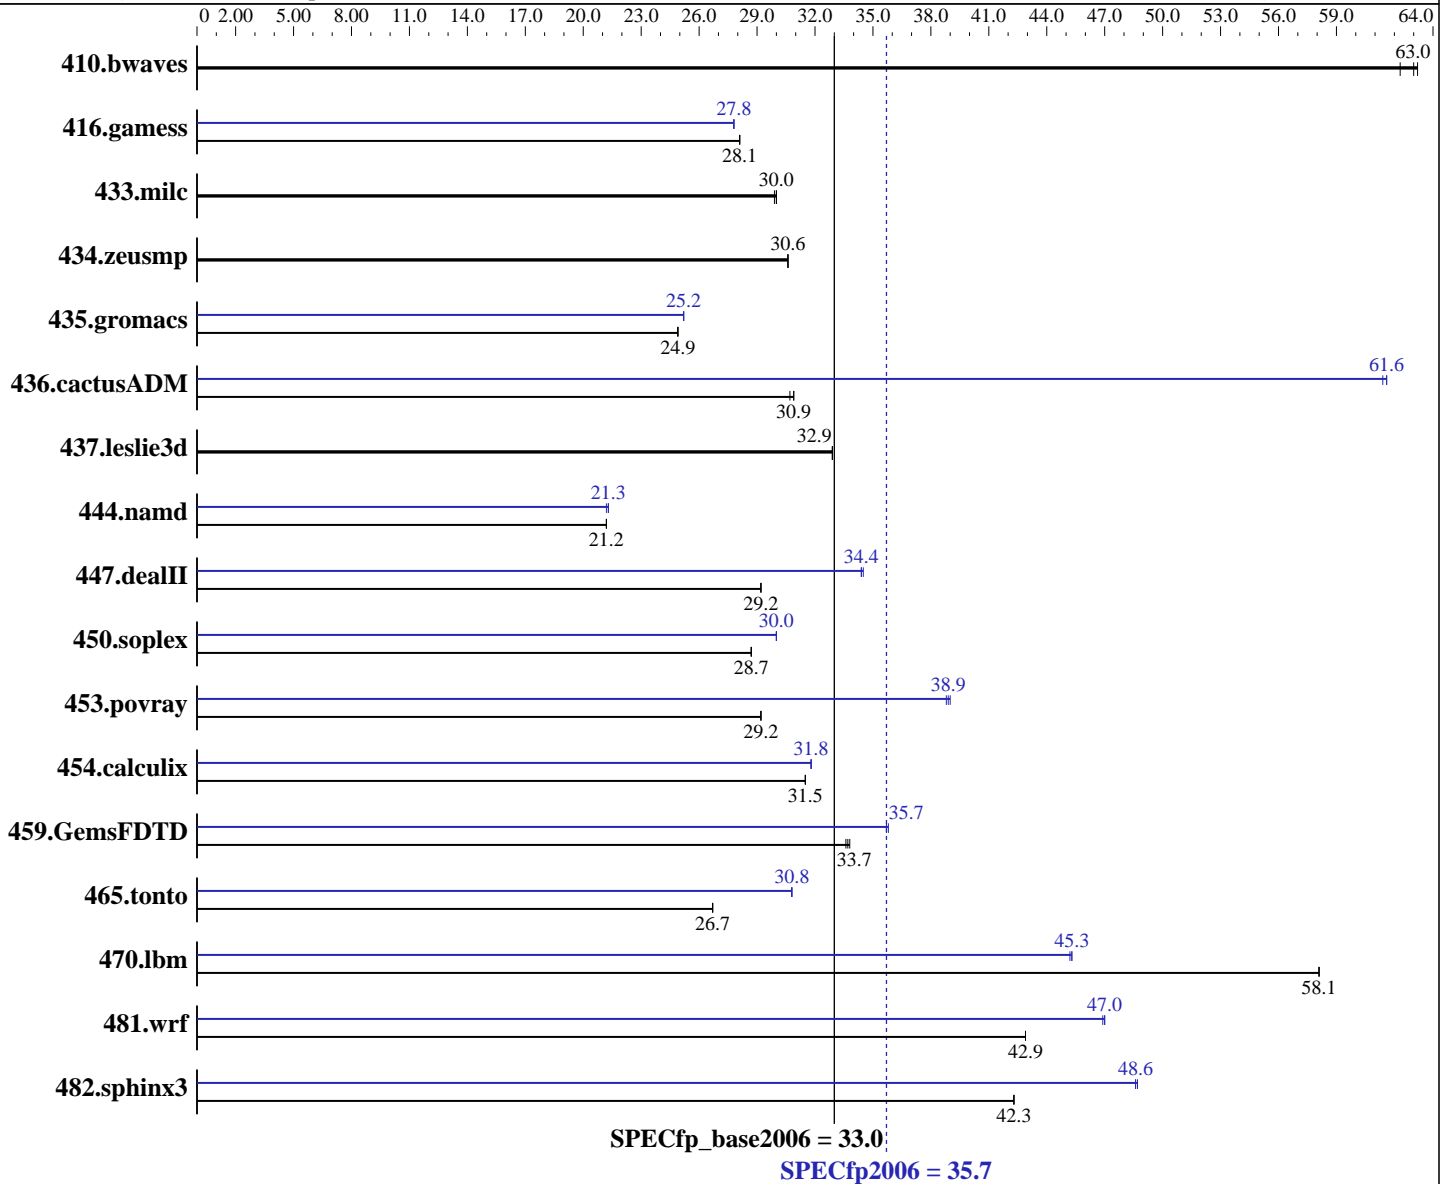 0 2.00 5.00 8.00 11.0 14.0 17.0 20.0 23.0 26.0 29.0 32.0 35.0 38.0 41.0 44.0 47.0 50.0 53.0 56.0 59.0 64.0
410.bwaves 63.0
416.gamess 27.8
28.1
433.milc 30.0
434.zeusmp 30.6
435.gromacs 25.2
24.9
436.cactusADM 61.6
30.9
437.leslie3d 32.9
444.namd 21.3
21.2
447.dealII 34.4
29.2
450.soplex 30.0
28.7
453.povray 38.9
29.2
454.calculix 31.8
31.5
459.GemsFDTD 35.7
33.7
465.tonto 30.8
26.7
470.lbm 45.3
58.1
481.wrf 47.0
42.9
482.sphinx3 48.6
42.3
SPECfp_base2006 = 33.0
SPECfp2006 = 35.7